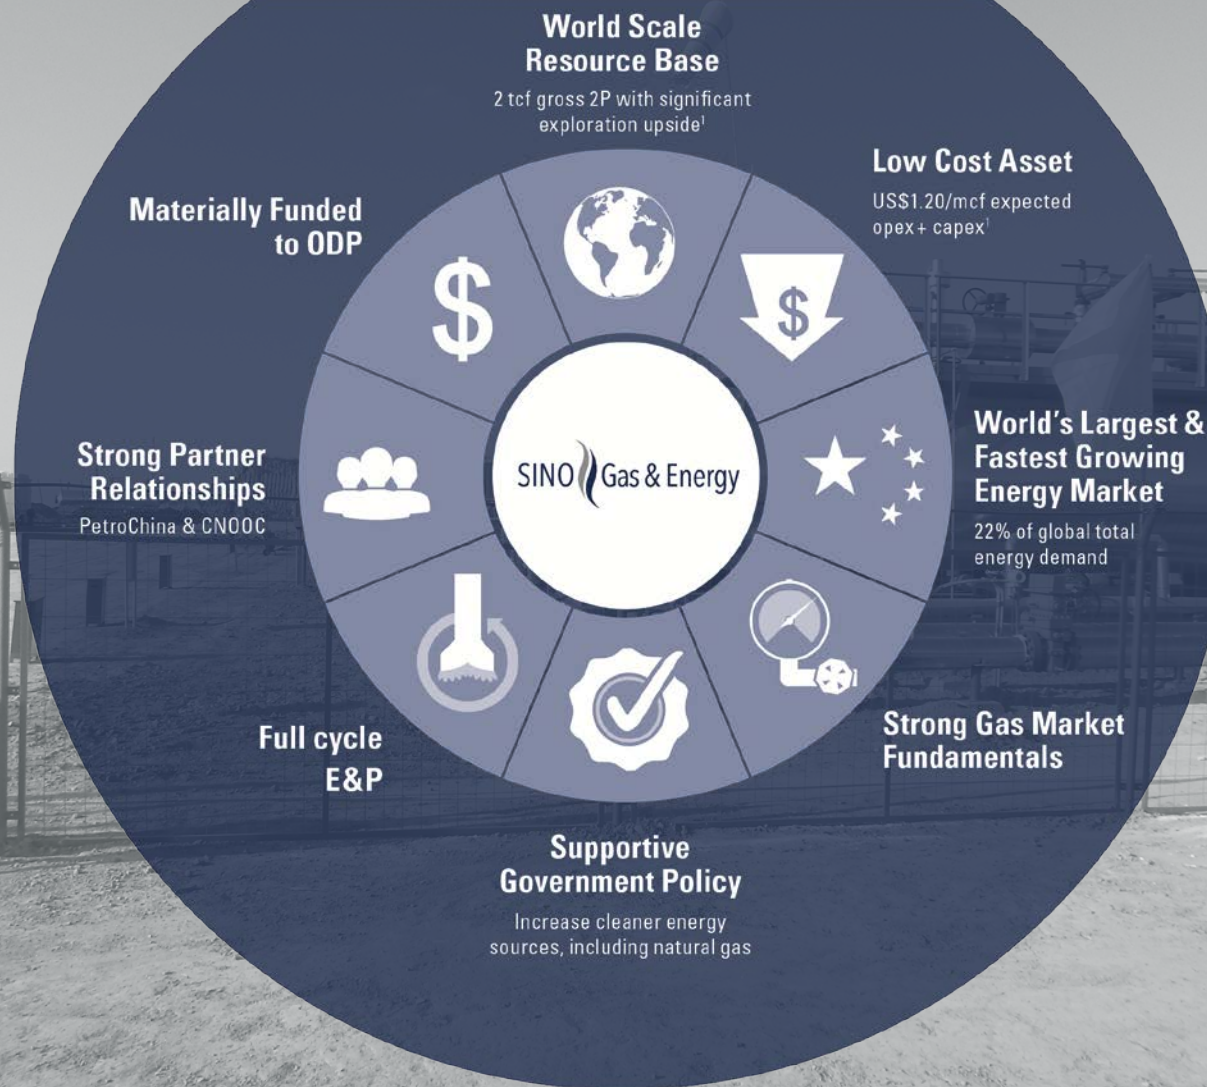 World Scale
Resource Base
2 tcf gross 2P with significant
exploration upside¹
Low Cost Asset
US$1.20/mcf expected
opex+ capex¹
World's Largest &
Fastest Growing
Energy Market
22% of global total
energy demand
Strong Gas Market
Fundamentals
Supportive
Government Policy
Increase cleaner energy
sources, including natural gas
Full cycle
E&P
Strong Partner
Relationships
PetroChina & CNOOC
Materially Funded
to ODP
$
$
SINO Gas & Energy